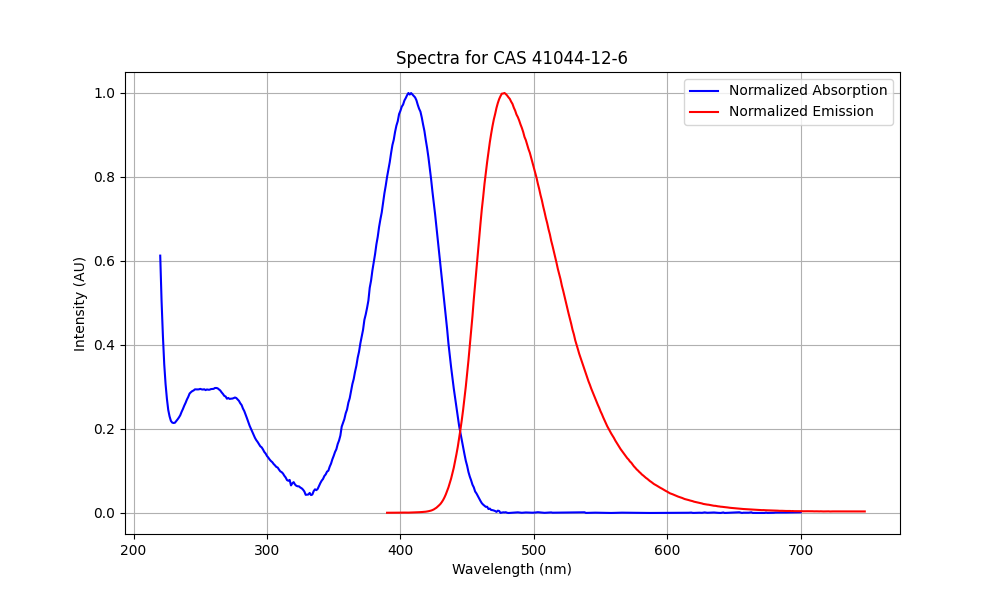 Spectra for CAS 41044-12-6
Normalized Absorption
Normalized Emission
1.0
0.8
0.6
0.4
0.2
0.0
Intensity (AU)
200 300 400 500 600 700
Wavelength (nm)